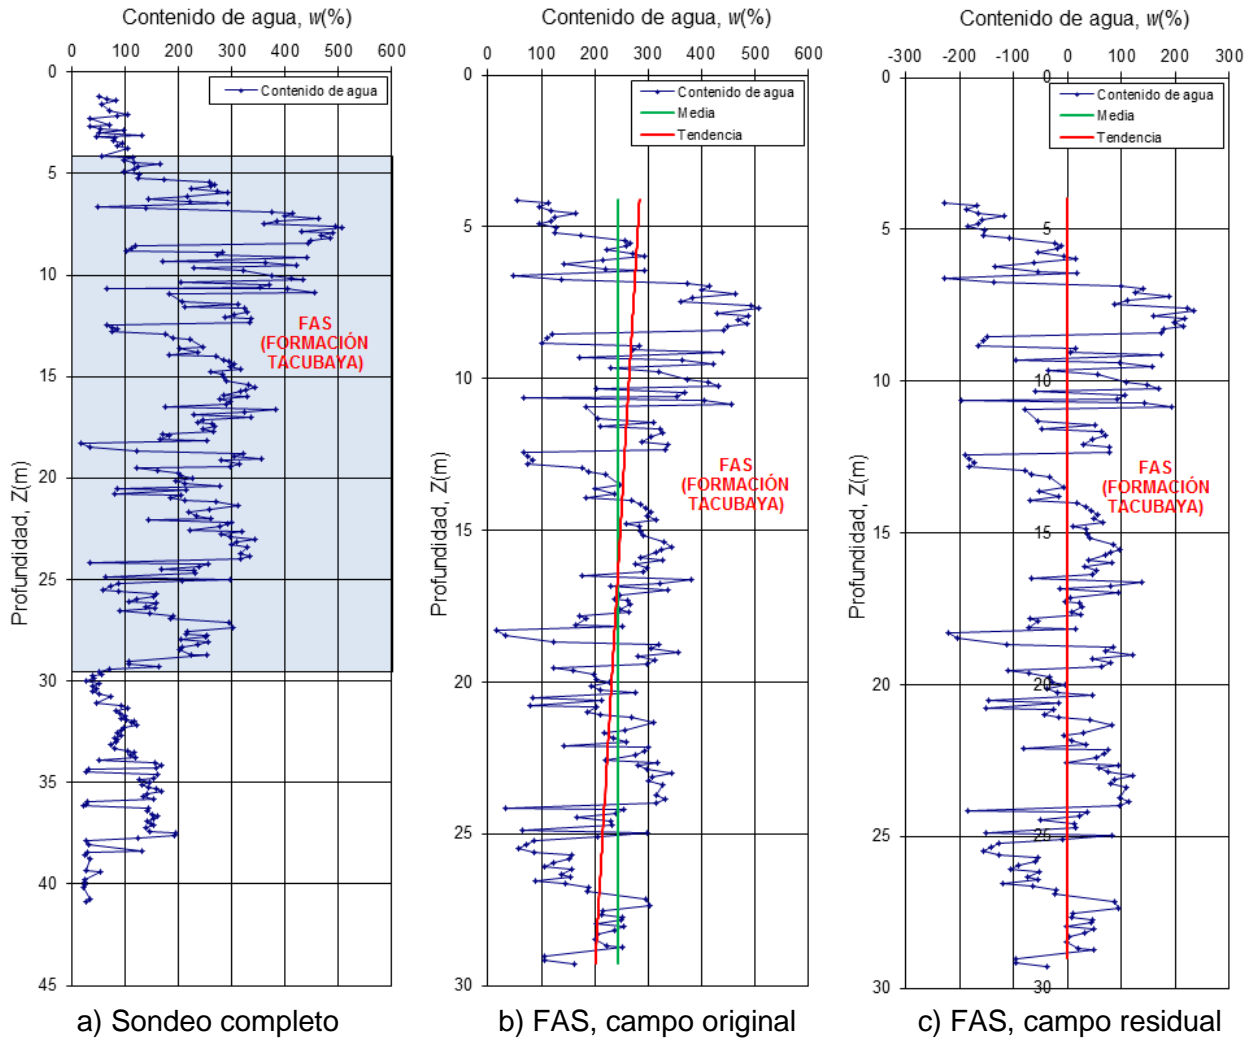 Contenido de agua, w(%)
0 100 200 300 400 500 600
0
5
10
15
20
25
30
35
40
45
Profundidad, Z(m)
Contenido de agua
FAS
(FORMACIÓN
TACUBAYA)
a) Sondeo completo
Contenido de agua, w(%)
0 100 200 300 400 500 600
0
5
10
15
20
25
30
Profundidad, Z(m)
Contenido de agua
Media
Tendencia
FAS
(FORMACIÓN
TACUBAYA)
b) FAS, campo original
Contenido de agua, w(%)
-300 -200 -100 0 100 200 300
0
5
10
15
20
25
30
0
5
10
15
20
25
30
Profundidad, Z(m)
Contenido de agua
Media
Tendencia
FAS
(FORMACIÓN
TACUBAYA)
c) FAS, campo residual